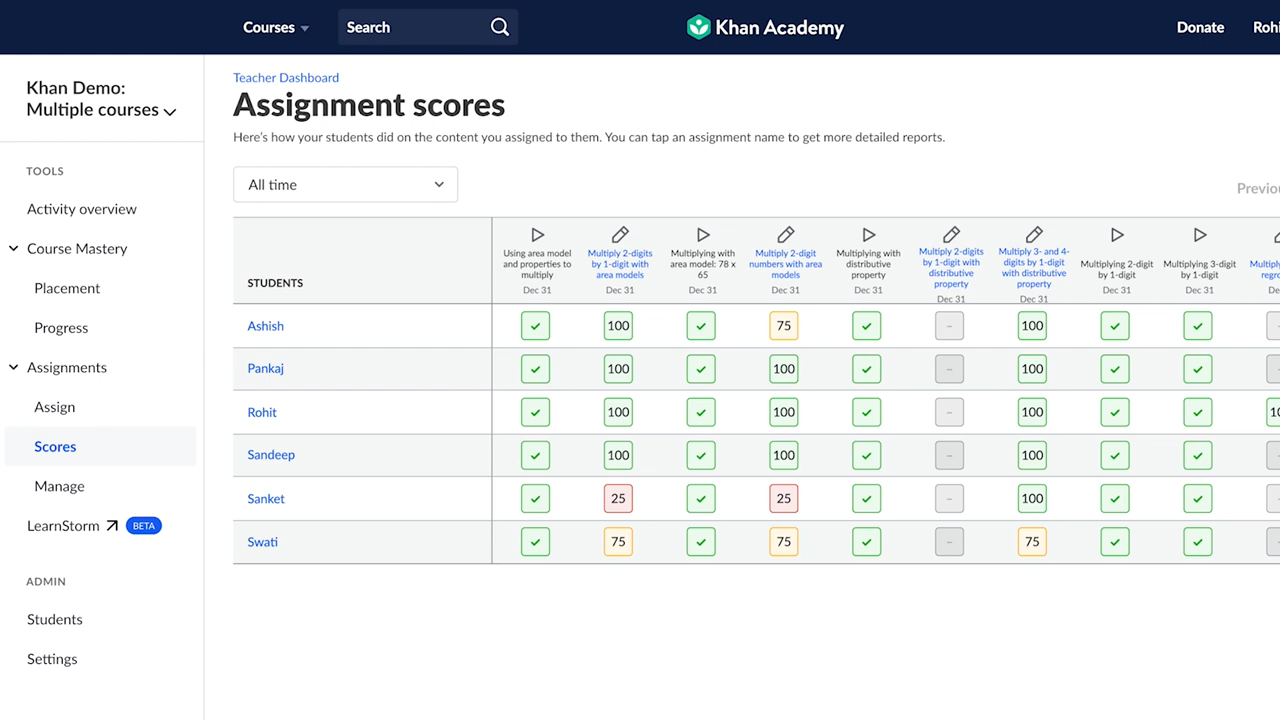 Courses
Search
Khan Academy
Donate
Rohi
Khan Demo:
Multiple courses
TOOLS
Activity overview
Course Mastery
Placement
Progress
Assignments
Assign
Scores
Manage
LearnStorm BETA
ADMIN
Students
Settings
Teacher Dashboard
Assignment scores
Here's how your students did on the content you assigned to them. You can tap an assignment name to get more detailed reports.
All time
Previou
STUDENTS
Using area model
and properties to
multiply
Dec 31
Multiply 2-digits
by 1-digit with
area models
Dec 31
Multiplying with
area model: 78 x
65
Dec 31
Multiply 2-digit
numbers with area
models
Dec 31
Multiplying with
distributive
property
Dec 31
Multiply 2-digits
by 1-digit with
distributive
property
Dec 31
Multiply 3- and 4-
digits by 1-digit
with distributive
property
Dec 31
Multiplying 2-digit
by 1-digit
Dec 31
Multiplying 3-digit
by 1-digit
Dec 31
Ashish 100 75 – 100
Pankaj 100 100 – 100
Rohit 100 100 – 100
Sandeep 100 100 – 100
Sanket 25 25 – 100
Swati 75 75 – 75